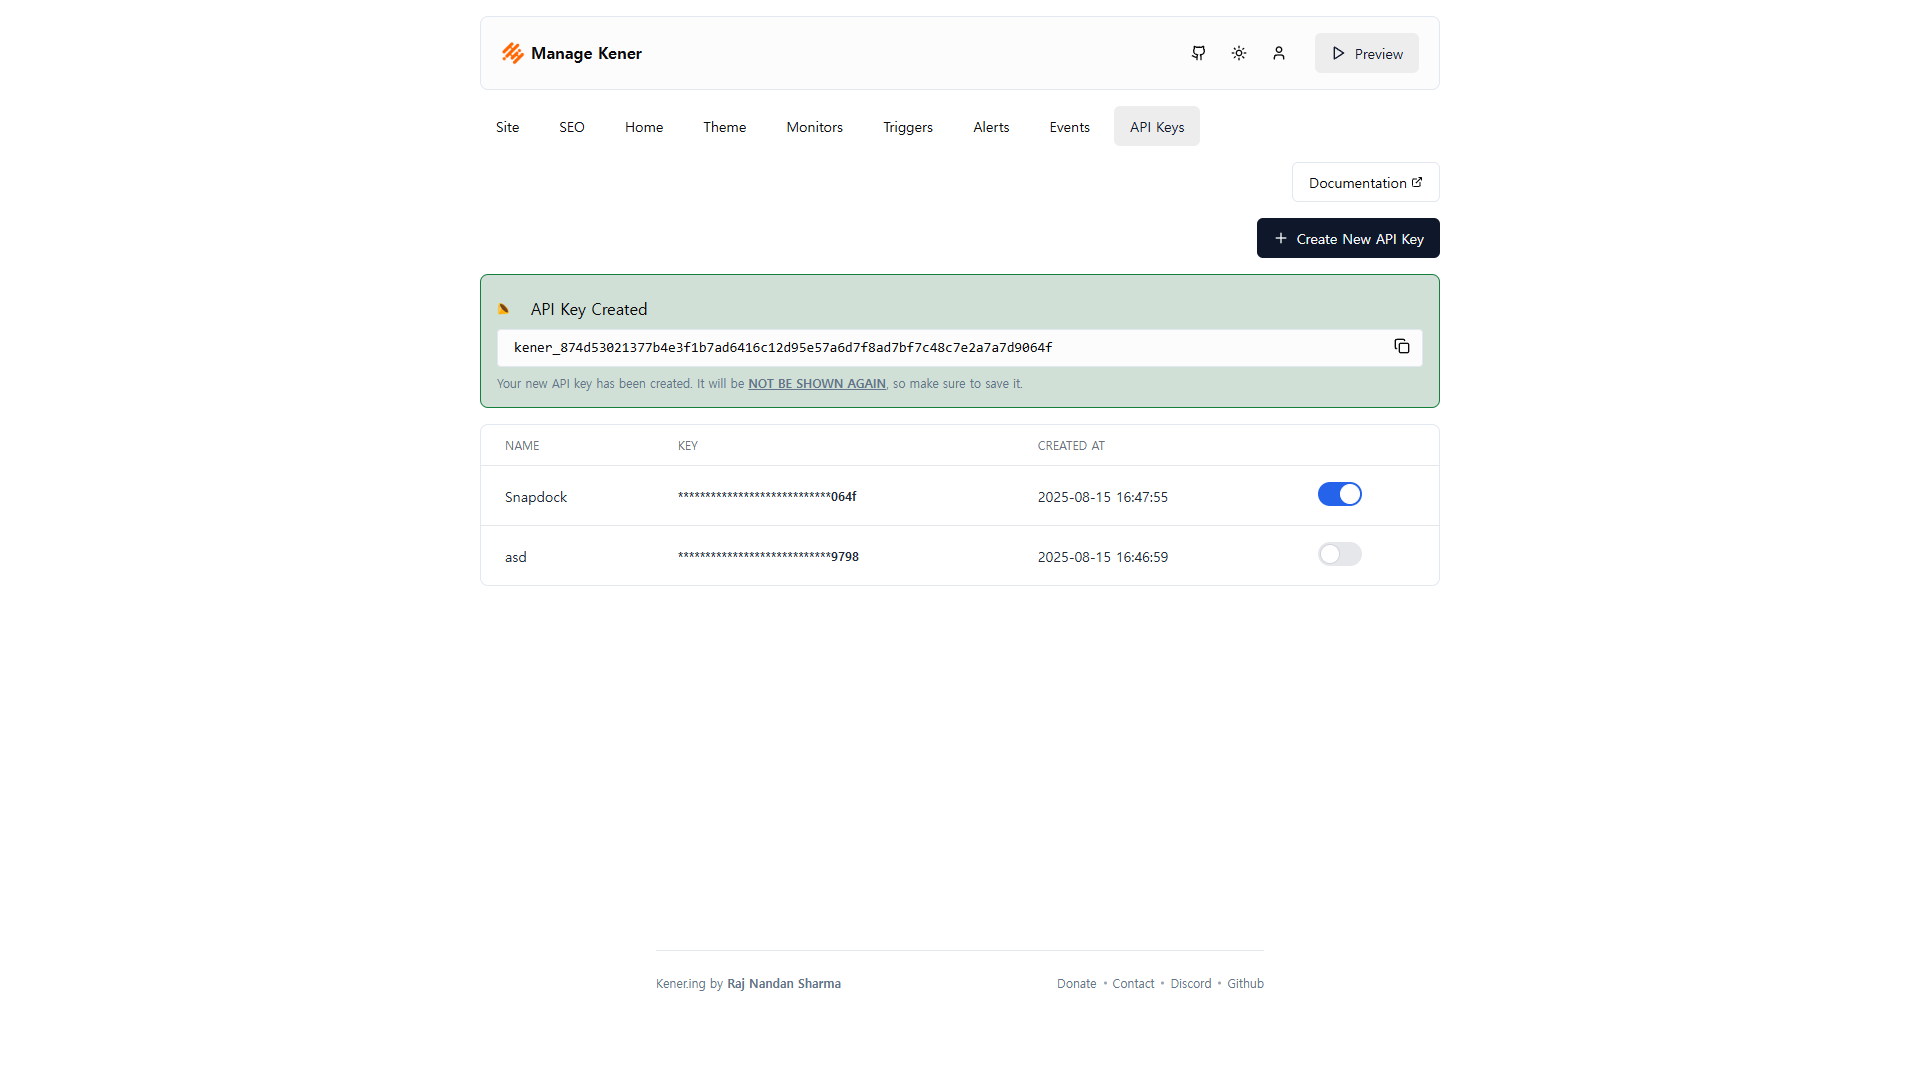 Manage Kener
Preview
Site SEO Home Theme Monitors Triggers Alerts Events API Keys
Documentation
Create New API Key
API Key Created
kener_874d53021377b4e3f1b7ad6416c12d95e57a6d7f8ad7bf7c48c7e2a7a7d9064f
Your new API key has been created. It will be NOT BE SHOWN AGAIN, so make sure to save it.
NAME KEY CREATED AT
Snapdock ****************************064f 2025-08-15 16:47:55
asd ****************************9798 2025-08-15 16:46:59
Kener.ing by Raj Nandan Sharma
Donate • Contact • Discord • Github